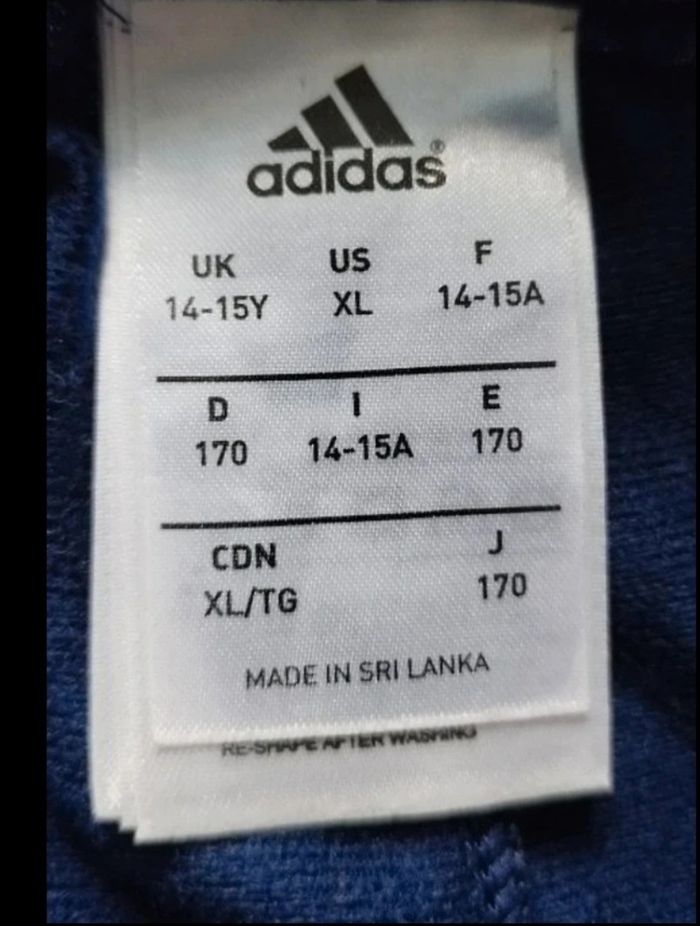 adidas®
UK US F
14-15Y XL 14-15A
D I E
170 14-15A 170
CDN J
XL/TG 170
MADE IN SRI LANKA
RE-SHAPE AFTER WASHING